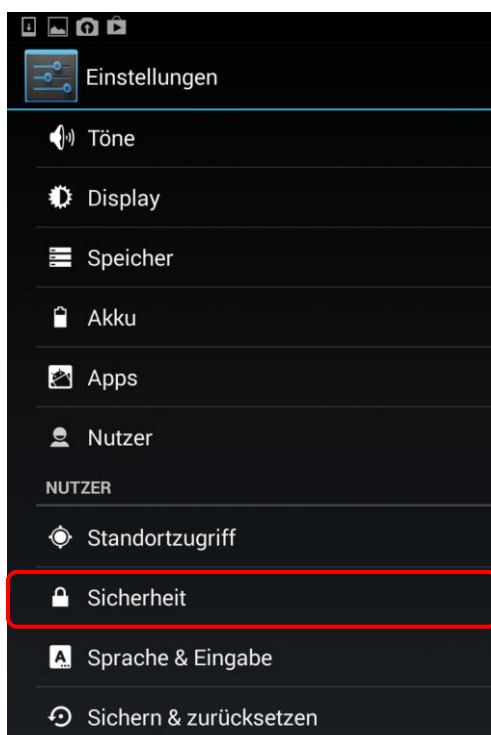 Einstellungen
Töne
Display
Speicher
Akku
Apps
Nutzer
NUTZER
Standortzugriff
Sicherheit
Sprache & Eingabe
Sichern & zurücksetzen